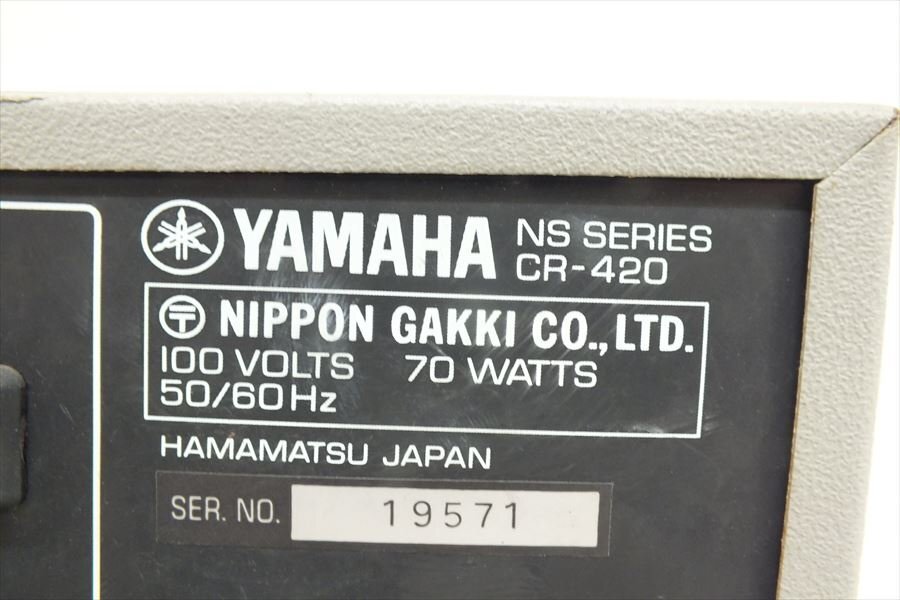 YAMAHA NS SERIES
CR-420
〶 NIPPON GAKKI CO., LTD.
100 VOLTS 70 WATTS
50/60Hz
HAMAMATSU JAPAN
SER. NO. 19571